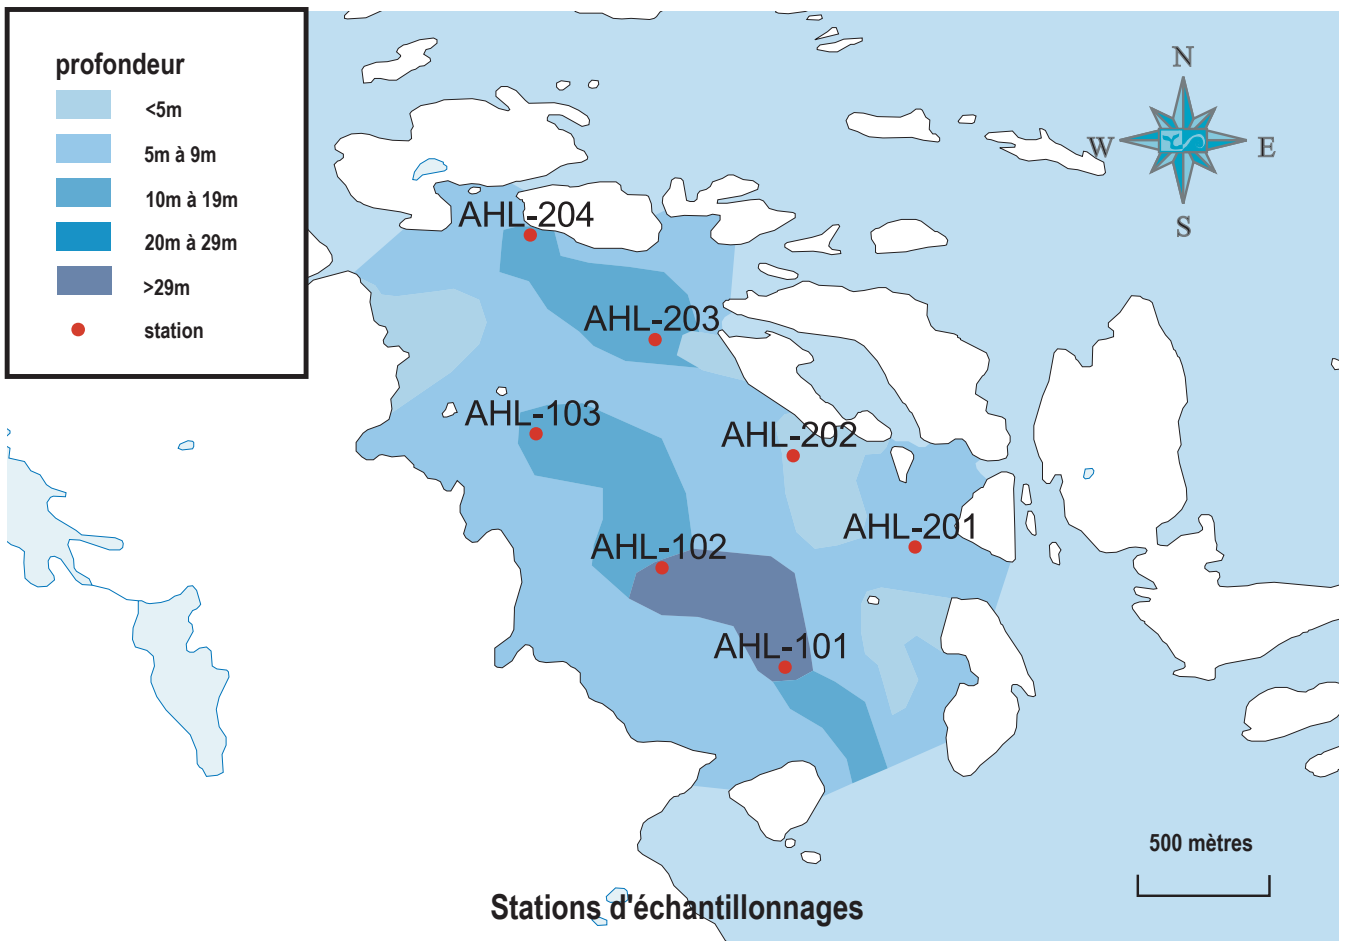 profondeur
<5m
5m à 9m
10m à 19m
20m à 29m
>29m
station
N
W
E
S
AHL-204
AHL-203
AHL-103
AHL-202
AHL-201
AHL-102
AHL-101
500 mètres
Stations d'échantillonnages